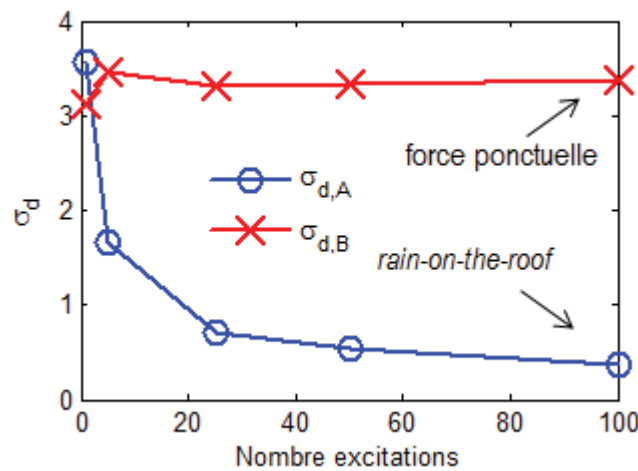 4
3
2
1
0
σd
σd,A
σd,B
force ponctuelle
rain-on-the-roof
0 20 40 60 80 100
Nombre excitations